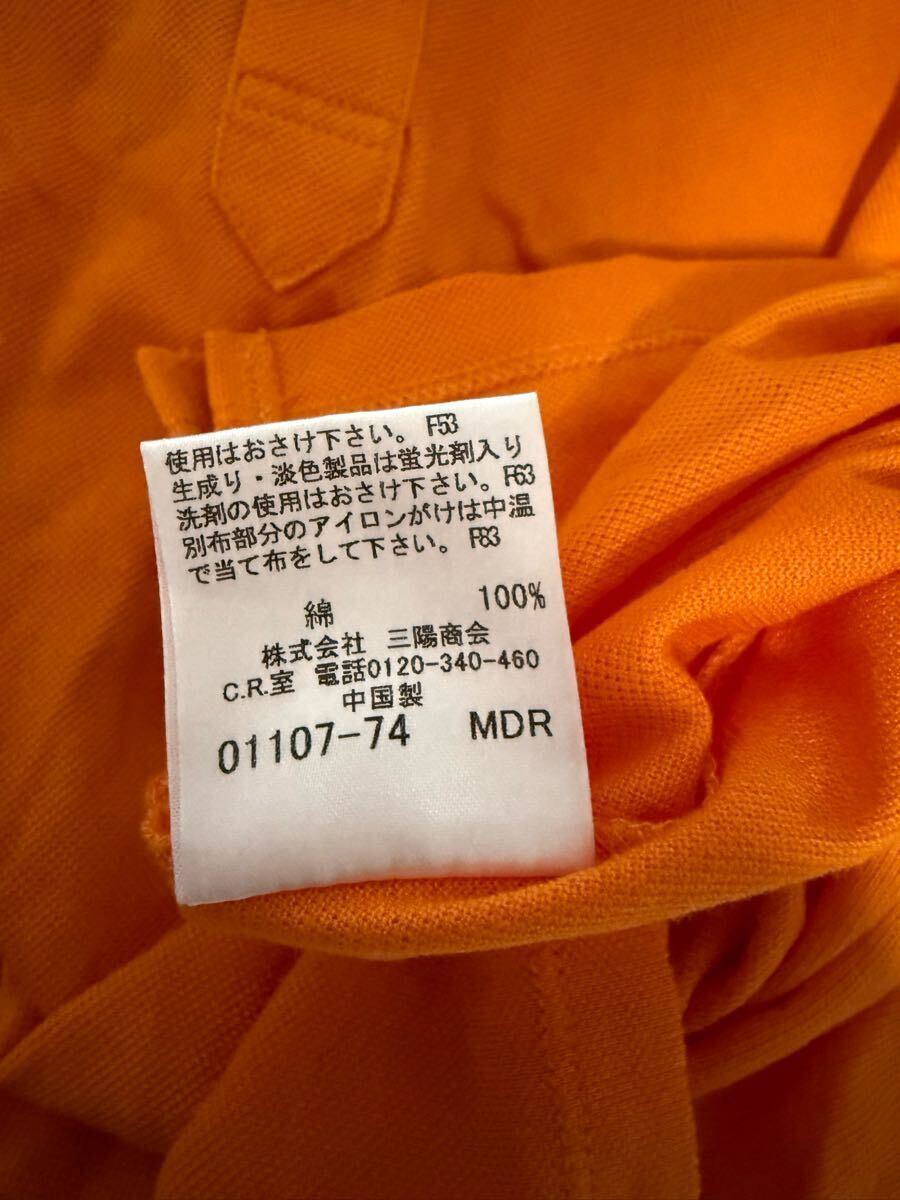 使用はおさけ下さい。 F53
生成り・淡色製品は蛍光剤入り
洗剤の使用はおさけ下さい。 F63
別布部分のアイロンがけは中温
で当て布をして下さい。 F83
綿 100%
株式会社 三陽商会
C.R.室 電話0120-340-460
中国製
01107-74 MDR